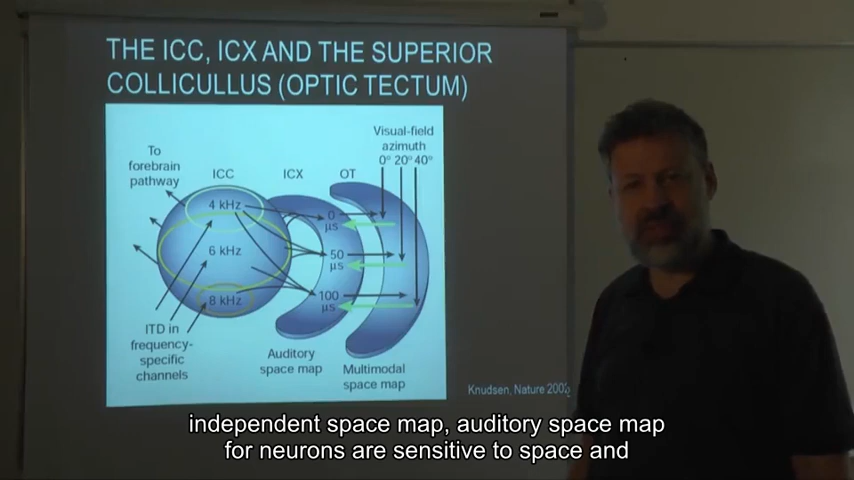 THE ICC, ICX AND THE SUPERIOR
COLLICULLUS (OPTIC TECTUM)
Visual-field
azimuth
0° 20° 40°
To
forebrain
pathway
ICC
ICX
OT
4 kHz
0
µs
6 kHz
50
µs
8 kHz
100
µs
ITD in
frequency-
specific
channels
Auditory
space map
Multimodal
space map
Knudsen, Nature 2002
independent space map, auditory space map
for neurons are sensitive to space and